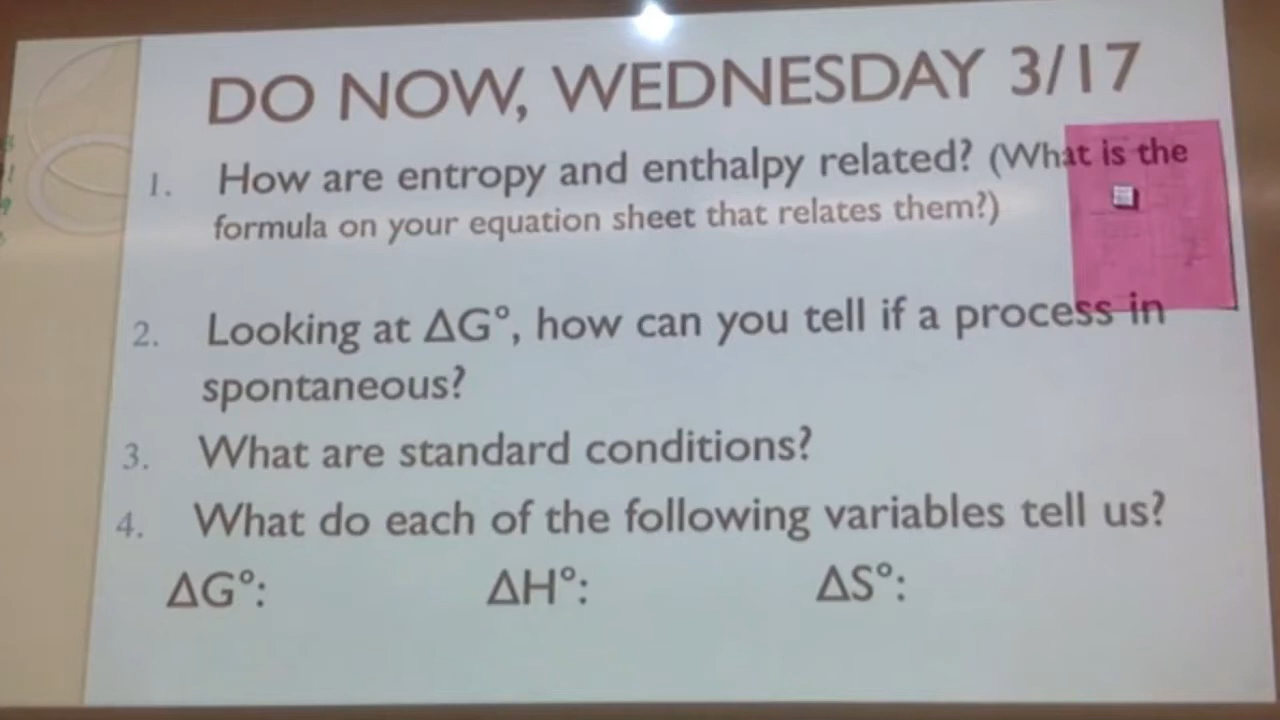 DO NOW, WEDNESDAY 3/17
1. How are entropy and enthalpy related? (What is the
formula on your equation sheet that relates them?)
2. Looking at ΔG°, how can you tell if a process in
spontaneous?
3. What are standard conditions?
4. What do each of the following variables tell us?
ΔG°: ΔH°: ΔS°: